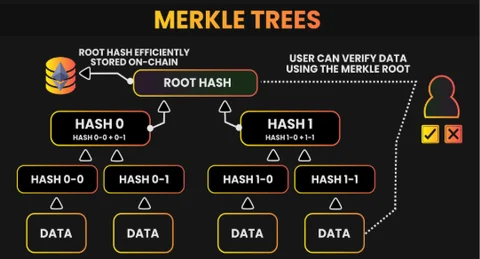 MERKLE TREES
ROOT HASH EFFICIENTLY
STORED ON-CHAIN
USER CAN VERIFY DATA
USING THE MERKLE ROOT
ROOT HASH
HASH 0
HASH 0-0 + 0-1
HASH 1
HASH 1-0 + 1-1
HASH 0-0
HASH 0-1
HASH 1-0
HASH 1-1
DATA
DATA
DATA
DATA